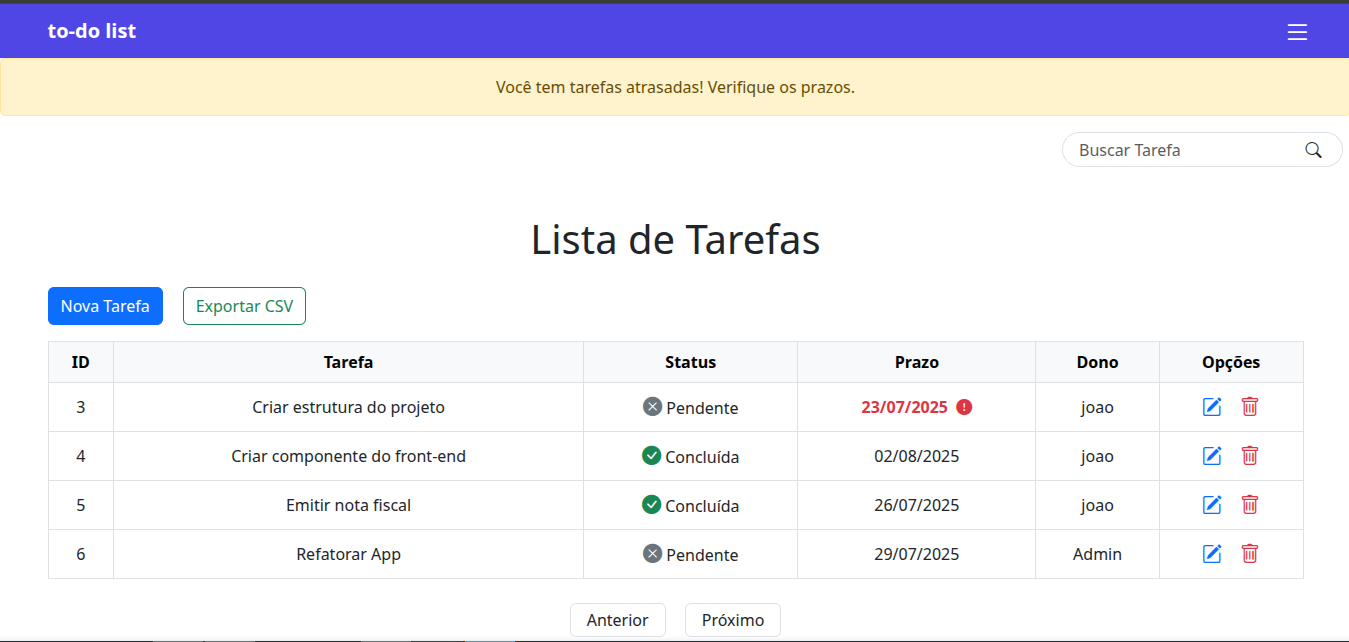 to-do list
Você tem tarefas atrasadas! Verifique os prazos.
Buscar Tarefa
Lista de Tarefas
Nova Tarefa Exportar CSV
ID Tarefa Status Prazo Dono Opções
3 Criar estrutura do projeto Pendente 23/07/2025 joao
4 Criar componente do front-end Concluída 02/08/2025 joao
5 Emitir nota fiscal Concluída 26/07/2025 joao
6 Refatorar App Pendente 29/07/2025 Admin
Anterior Próximo